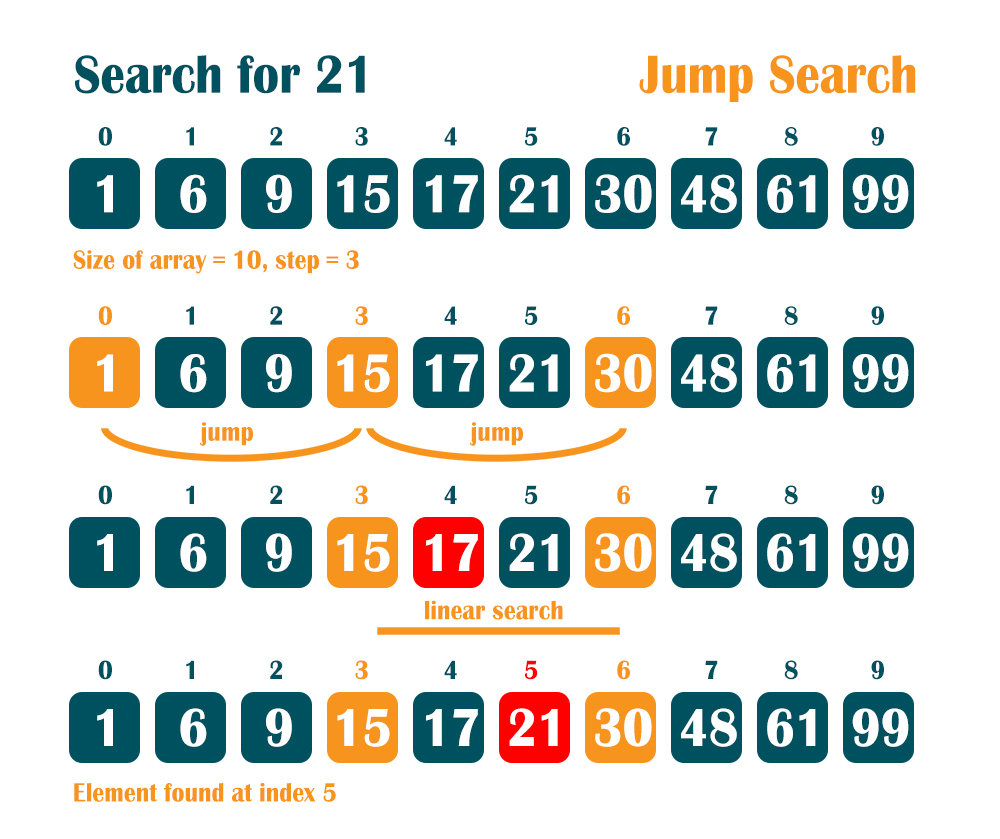 Search for 21 Jump Search
0 1 2 3 4 5 6 7 8 9
1 6 9 15 17 21 30 48 61 99
Size of array = 10, step = 3
0 1 2 3 4 5 6 7 8 9
1 6 9 15 17 21 30 48 61 99
jump jump
0 1 2 3 4 5 6 7 8 9
1 6 9 15 17 21 30 48 61 99
linear search
0 1 2 3 4 5 6 7 8 9
1 6 9 15 17 21 30 48 61 99
Element found at index 5